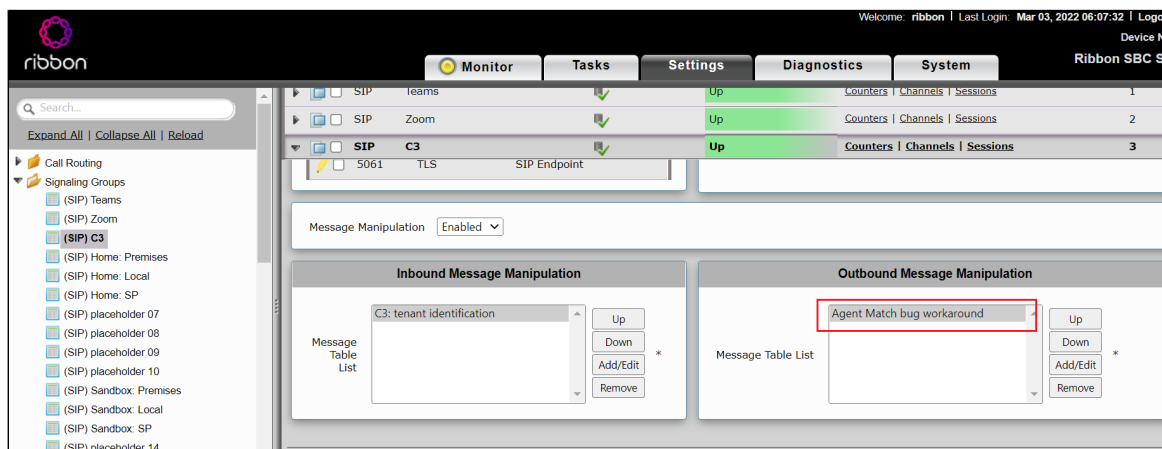 Welcome: ribbon | Last Login: Mar 03, 2022 06:07:32 | Logo
Device N
Ribbon SBC S
ribbon
Monitor
Tasks
Settings
Diagnostics
System
Search...
Expand All | Collapse All | Reload
Call Routing
Signaling Groups
(SIP) Teams
(SIP) Zoom
(SIP) C3
(SIP) Home: Premises
(SIP) Home: Local
(SIP) Home: SP
(SIP) placeholder 07
(SIP) placeholder 08
(SIP) placeholder 09
(SIP) placeholder 10
(SIP) Sandbox: Premises
(SIP) Sandbox: Local
(SIP) Sandbox: SP
(SIP) placeholder 14
SIP Teams Up Counters | Channels | Sessions 1
SIP Zoom Up Counters | Channels | Sessions 2
SIP C3 Up Counters | Channels | Sessions 3
5061 TLS SIP Endpoint
Message Manipulation Enabled
Inbound Message Manipulation
Message Table List
C3: tenant identification
Up
Down
Add/Edit
Remove
*
Outbound Message Manipulation
Message Table List
Agent Match bug workaround
Up
Down
Add/Edit
Remove
*